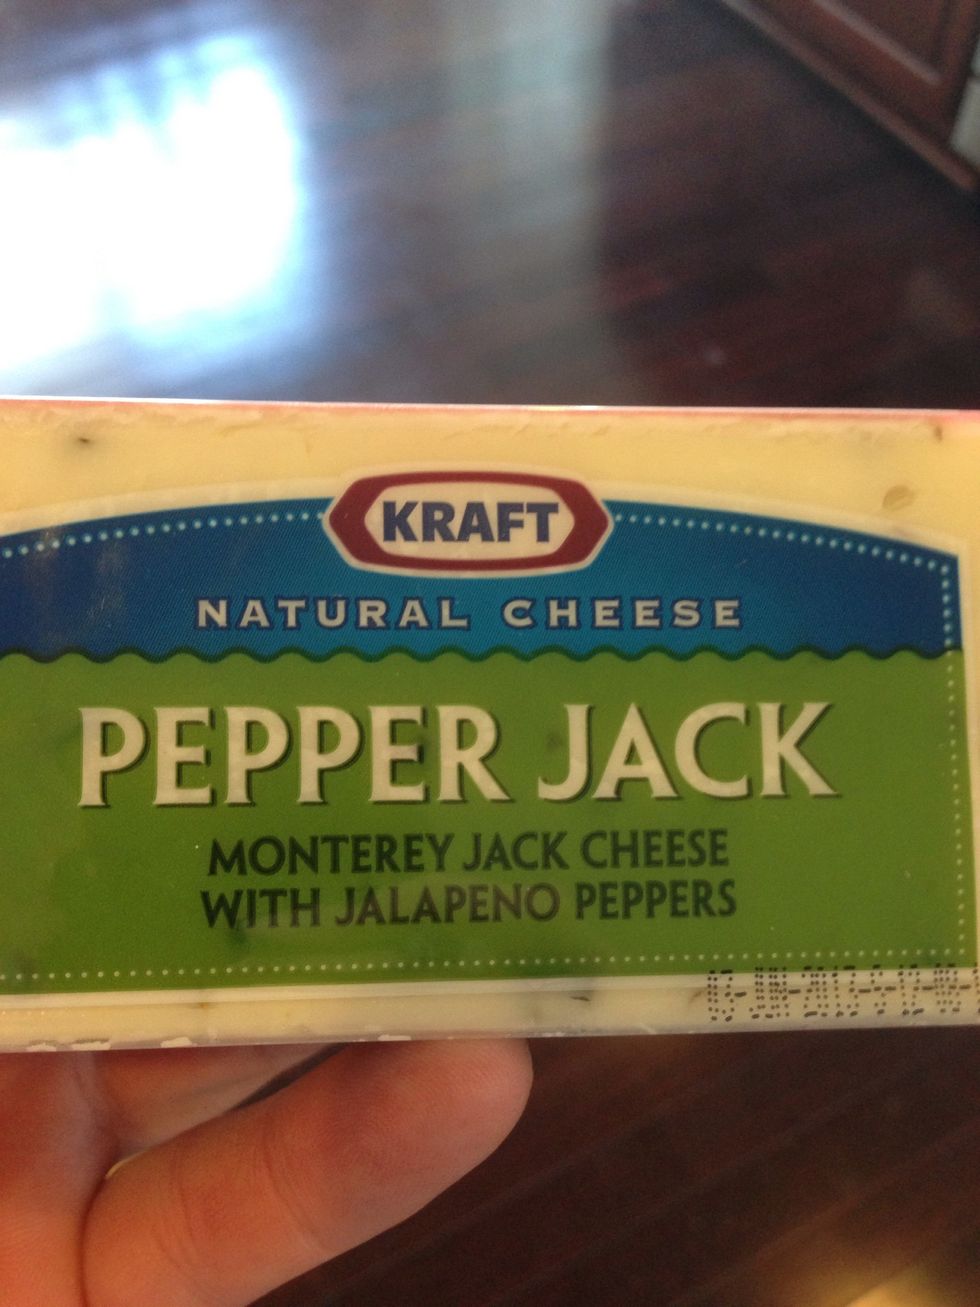 KRAFT
NATURAL CHEESE
PEPPER JACK
MONTEREY JACK CHEESE
WITH JALAPENO PEPPERS